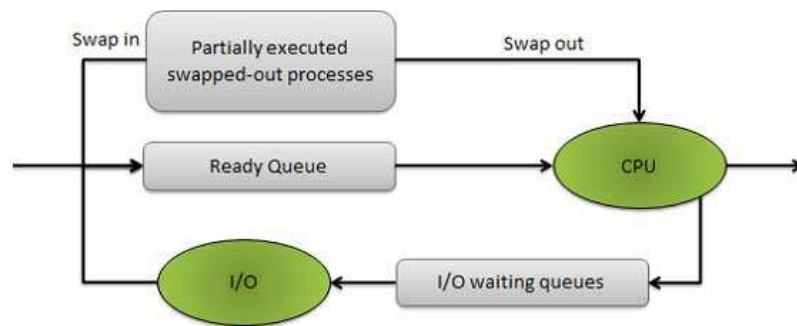 Swap in
Partially executed
swapped-out processes
Swap out
Ready Queue
CPU
I/O
I/O waiting queues